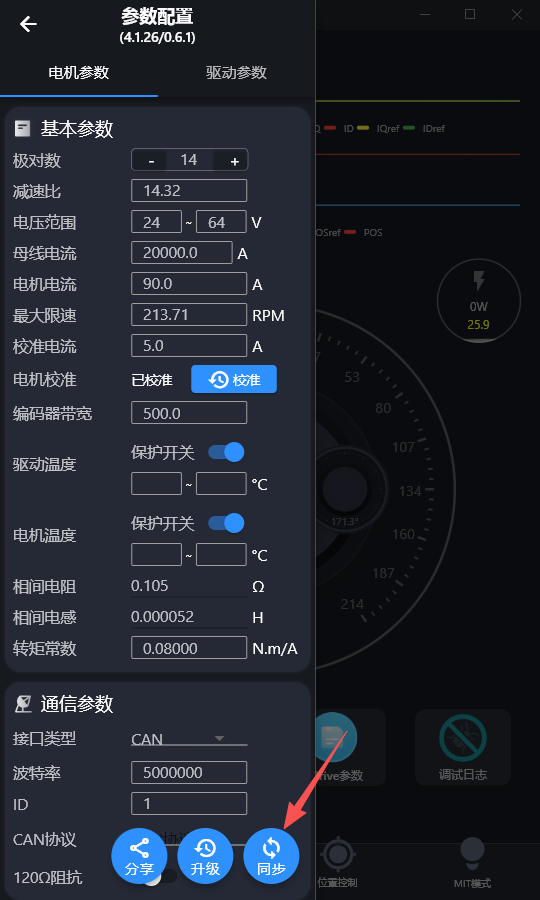 参数配置
(4.1.26/0.6.1)
电机参数 驱动参数
基本参数
极对数 - 14 +
减速比 14.32
电压范围 24 ~ 64 V
母线电流 20000.0 A
电机电流 90.0 A
最大限速 213.71 RPM
校准电流 5.0 A
电机校准 已校准 校准
编码器带宽 500.0
驱动温度 保护开关
~ °C
电机温度 保护开关
~ °C
相间电阻 0.105 Ω
相间电感 0.000052 H
转矩常数 0.08000 N.m/A
通信参数
接口类型 CAN
波特率 5000000
ID 1
CAN协议
120Ω阻抗
分享 升级 同步
Q ID IQref IDref
OSref POS
0W
25.9
53
80
107
134
160
187
214
171.3°
rive参数 调试日志
位置控制 MIT模式